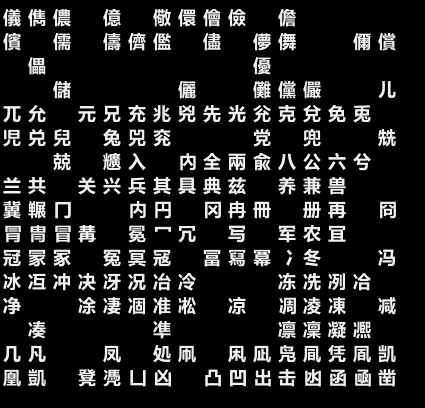 儀儁儂 億 儆儇儈儉 儋
儐 儒 儔儕儖 儘 儚儛 儞償
儡 優
儲 儷 儺儻儼 儿
兀允 元兄充兆兇先光兊克兌免兎
児兑兒 兔兕兖 党 兜 兟
兢 兤入 內全兩兪八公六兮
兰共 关兴兵其具典兹 养兼兽
冀冁冂 内円 冈冉冊 册再 冏
冐冑冒冓 冕冖冗 写 军农冝
冠冡冢 冤冥冦 冨冩冪冫冬 冯
冰冱冲决冴况冶冷 冻冼冽冾
净 凃凄凅准凇 凉 凋凌凍 减
凑 凖 凛凜凝凞
几凡 凤 処凧 凩凪凫凬凭凮凯
凰凱 凳凴凵凶 凸凹出击凼函凾凿